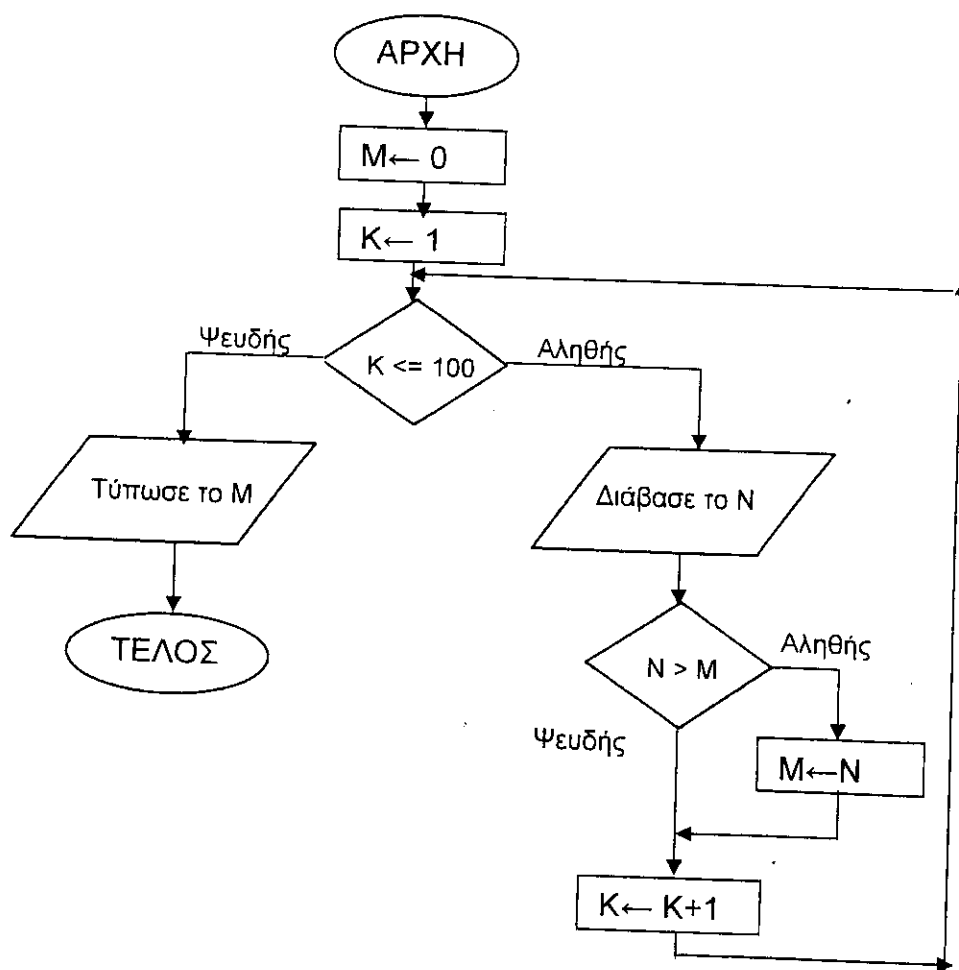 ΑΡΧΗ
Μ← 0
Κ← 1
Κ <= 100
Ψευδής
Αληθής
Τύπωσε το Μ
Διάβασε το Ν
ΤΕΛΟΣ
Ν > Μ
Αληθής
Ψευδής
Μ←Ν
Κ← Κ+1